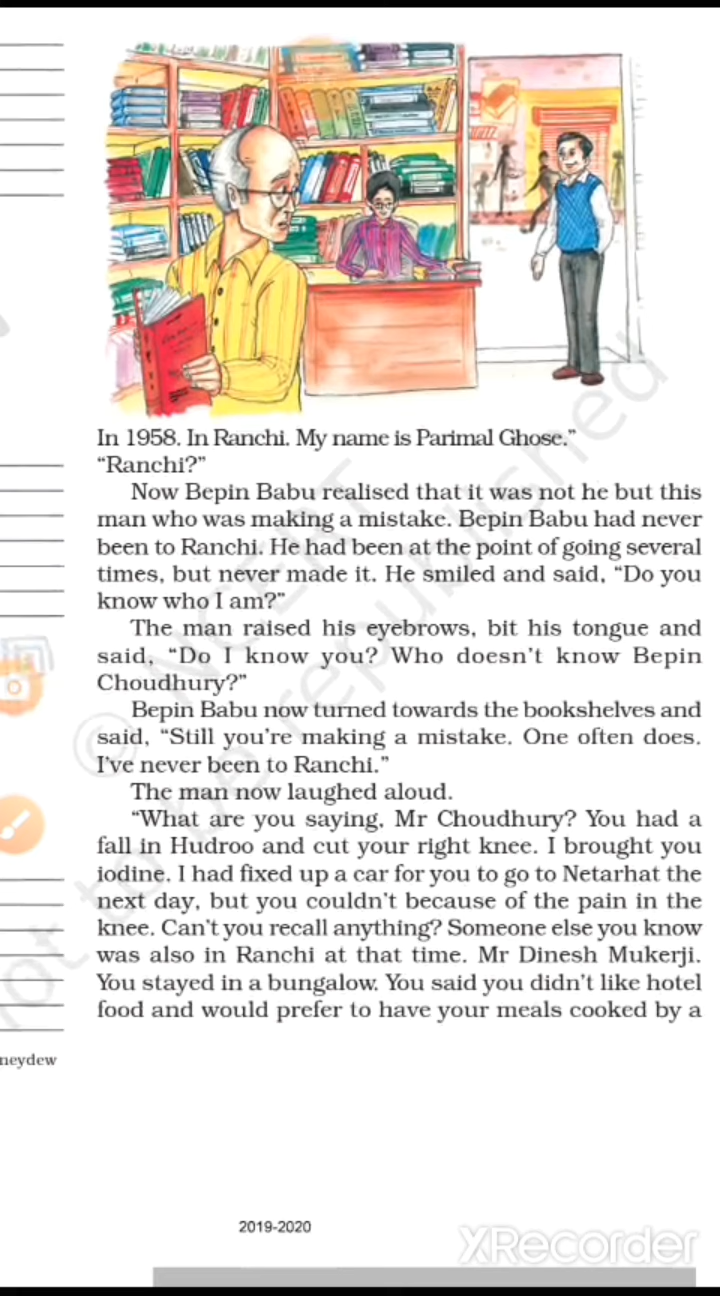 In 1958. In Ranchi. My name is Parimal Ghose.”
“Ranchi?”
Now Bepin Babu realised that it was not he but this
man who was making a mistake. Bepin Babu had never
been to Ranchi. He had been at the point of going several
times, but never made it. He smiled and said, “Do you
know who I am?”
The man raised his eyebrows, bit his tongue and
said, “Do I know you? Who doesn’t know Bepin
Choudhury?”
Bepin Babu now turned towards the bookshelves and
said, “Still you’re making a mistake. One often does.
I’ve never been to Ranchi.”
The man now laughed aloud.
“What are you saying, Mr Choudhury? You had a
fall in Hudroo and cut your right knee. I brought you
iodine. I had fixed up a car for you to go to Netarhat the
next day, but you couldn’t because of the pain in the
knee. Can’t you recall anything? Someone else you know
was also in Ranchi at that time. Mr Dinesh Mukerji.
You stayed in a bungalow. You said you didn’t like hotel
food and would prefer to have your meals cooked by a
neydew
© NCERT
not to be republished
2019-2020
XRecorder